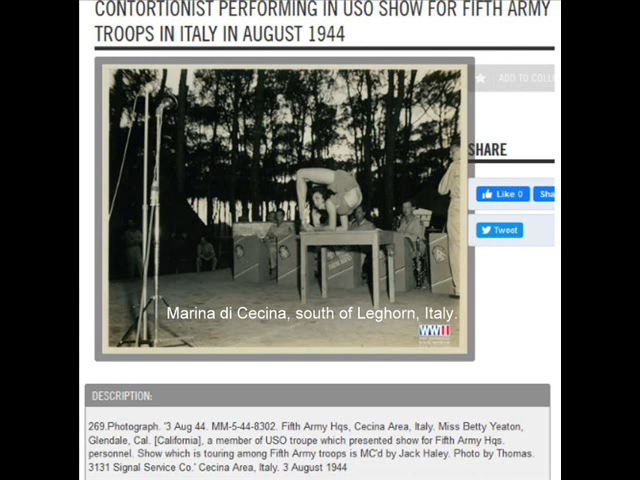 CONTORTIONIST PERFORMING IN USO SHOW FOR FIFTH ARMY
TROOPS IN ITALY IN AUGUST 1944
ADD TO COLL
SHARE
Like 0
Sha
Tweet
Marina di Cecina, south of Leghorn, Italy.
WWII
DESCRIPTION:
269.Photograph. '3 Aug 44. MM-5-44-8302. Fifth Army Hqs, Cecina Area, Italy. Miss Betty Yeaton,
Glendale, Cal. [California], a member of USO troupe which presented show for Fifth Army Hqs.
personnel. Show which is touring among Fifth Army troops is MC'd by Jack Haley. Photo by Thomas.
3131 Signal Service Co.' Cecina Area, Italy. 3 August 1944